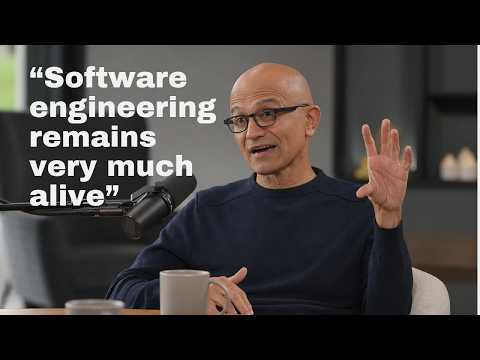 “Software
engineering
remains
very much
alive”